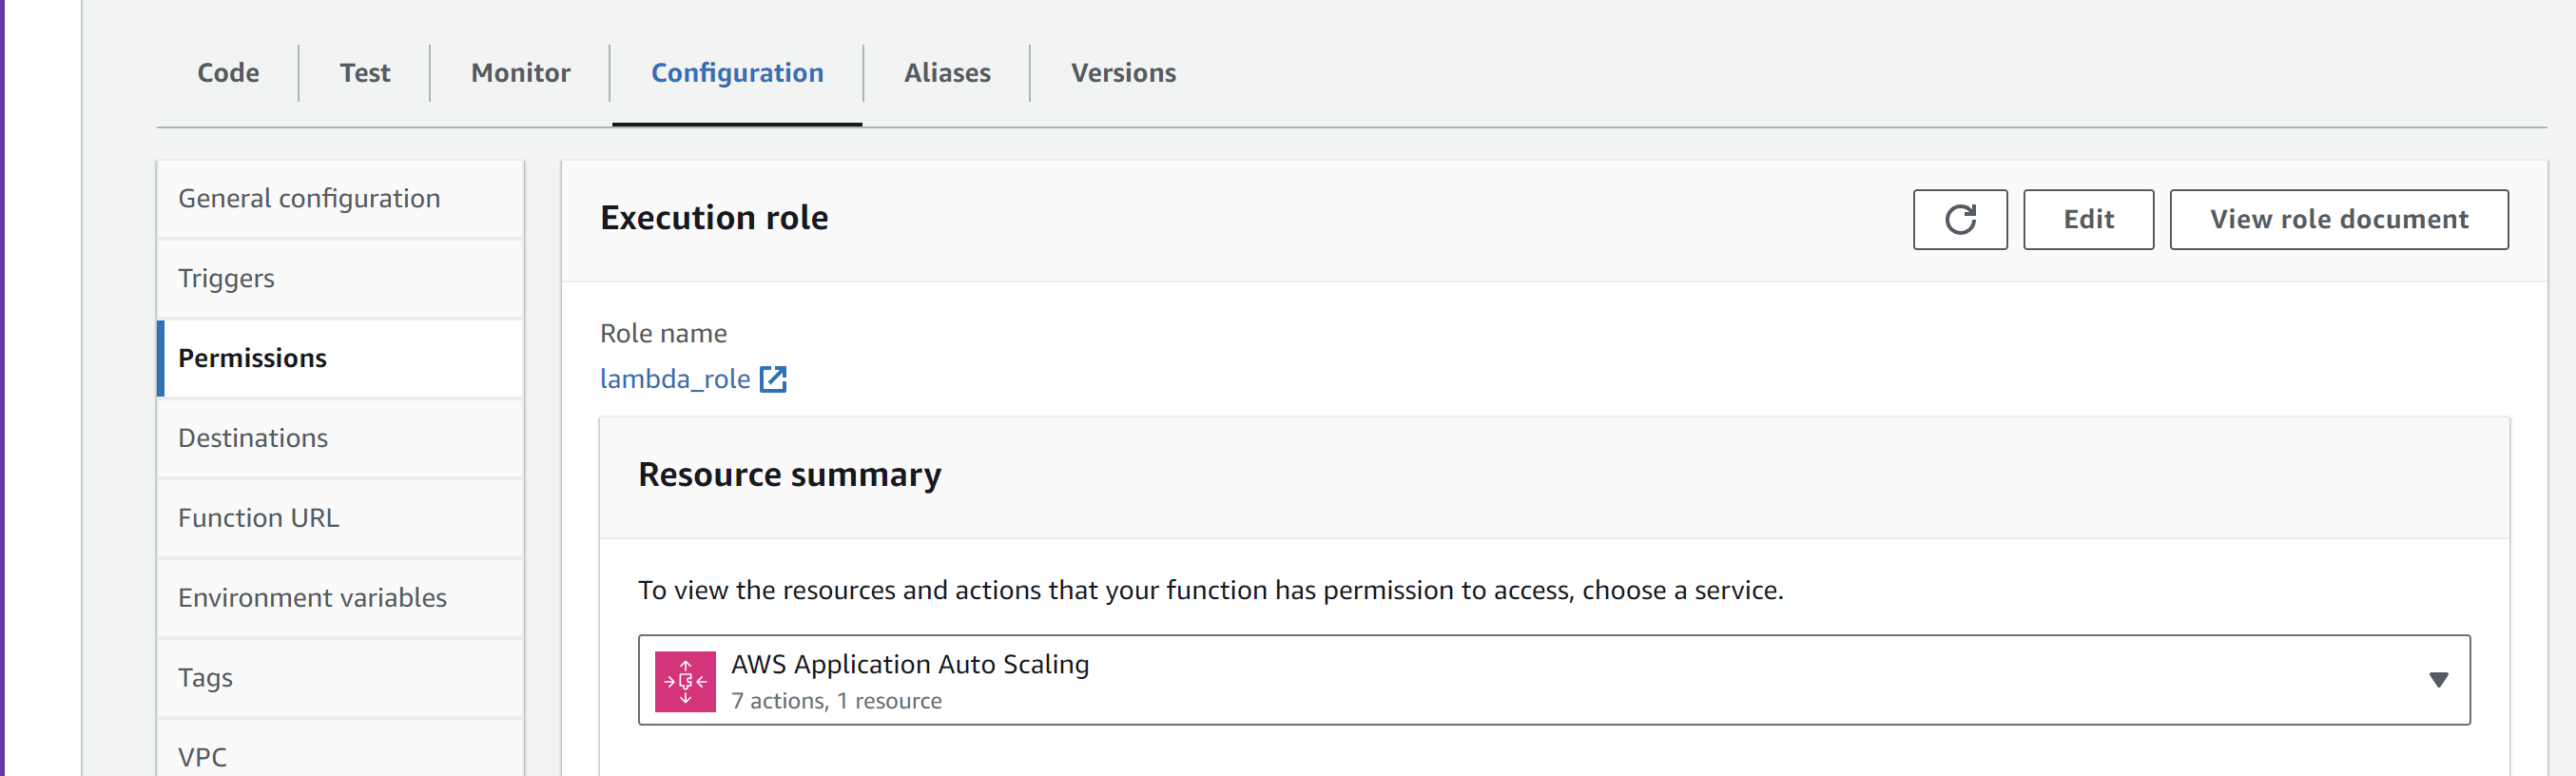 Code
Test
Monitor
Configuration
Aliases
Versions
General configuration
Triggers
Permissions
Destinations
Function URL
Environment variables
Tags
VPC
Execution role
Edit
View role document
Role name
lambda_role
Resource summary
To view the resources and actions that your function has permission to access, choose a service.
AWS Application Auto Scaling
7 actions, 1 resource